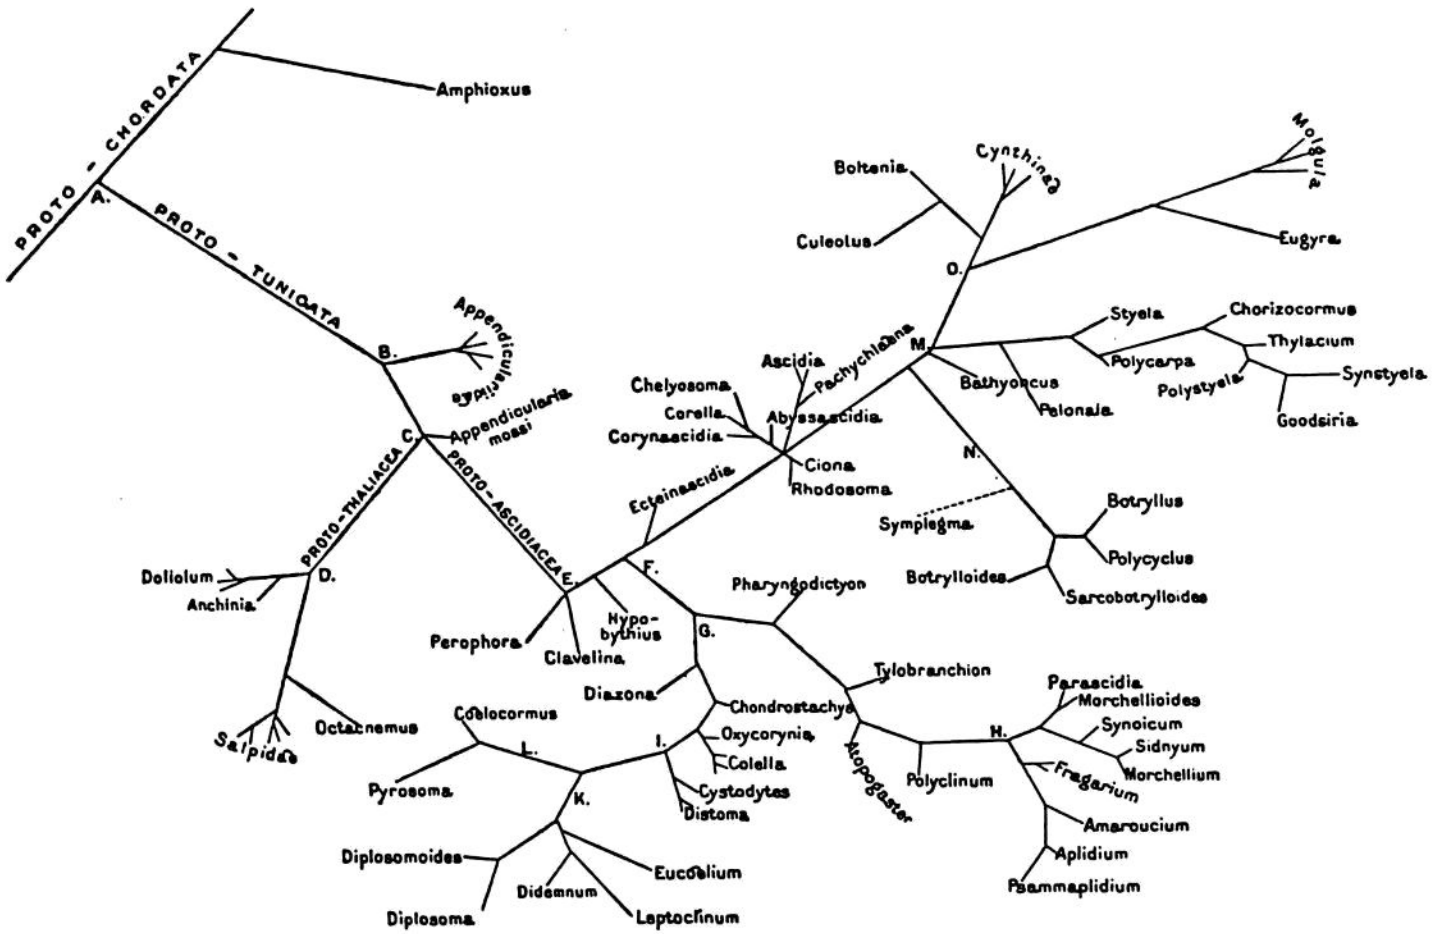 PROTO - CHORDATA
Amphioxus
A.
PROTO - TUNICATA
B.
Appendiculariidae
C.
Appendicularia
mossi
PROTO-THALIACEA
PROTO-ASCIDIACEA
D.
Doliolum
Anchinia
Octacnemus
Salpidae
E.
Perophora
Clavelina
Hypo-
bythius
F.
Ecteinascidia
Chelyosoma
Corella
Corynascidia
Ascidia
Pachychlaena
Abyssascidia
Ciona
Rhodosoma
M.
Boltenia
Culeolus
Cynthiinae
O.
Molgula
Eugyra
Styela
Polycarpa
Chorizocormus
Thylacium
Polystyela
Synstyela
Goodsiria
Bathyoncus
Pelonaia
N.
Symplegma
Botryllus
Polycyclus
Botrylloides
Sarcobotrylloides
G.
Pharyngodictyon
Tylobranchion
Atopogaster
Polyclinum
H.
Parascidia
Morchellioides
Synoicum
Sidnyum
Morchellium
Fragarium
Amaroucium
Aplidium
Psammaplidium
Diazona
Chondrostachys
Oxycorynia
Colella
I.
Cystodytes
Distoma
Coelocormus
L.
Pyrosoma
K.
Diplosomoides
Diplosoma
Didemnum
Eucoelium
Leptoclinum